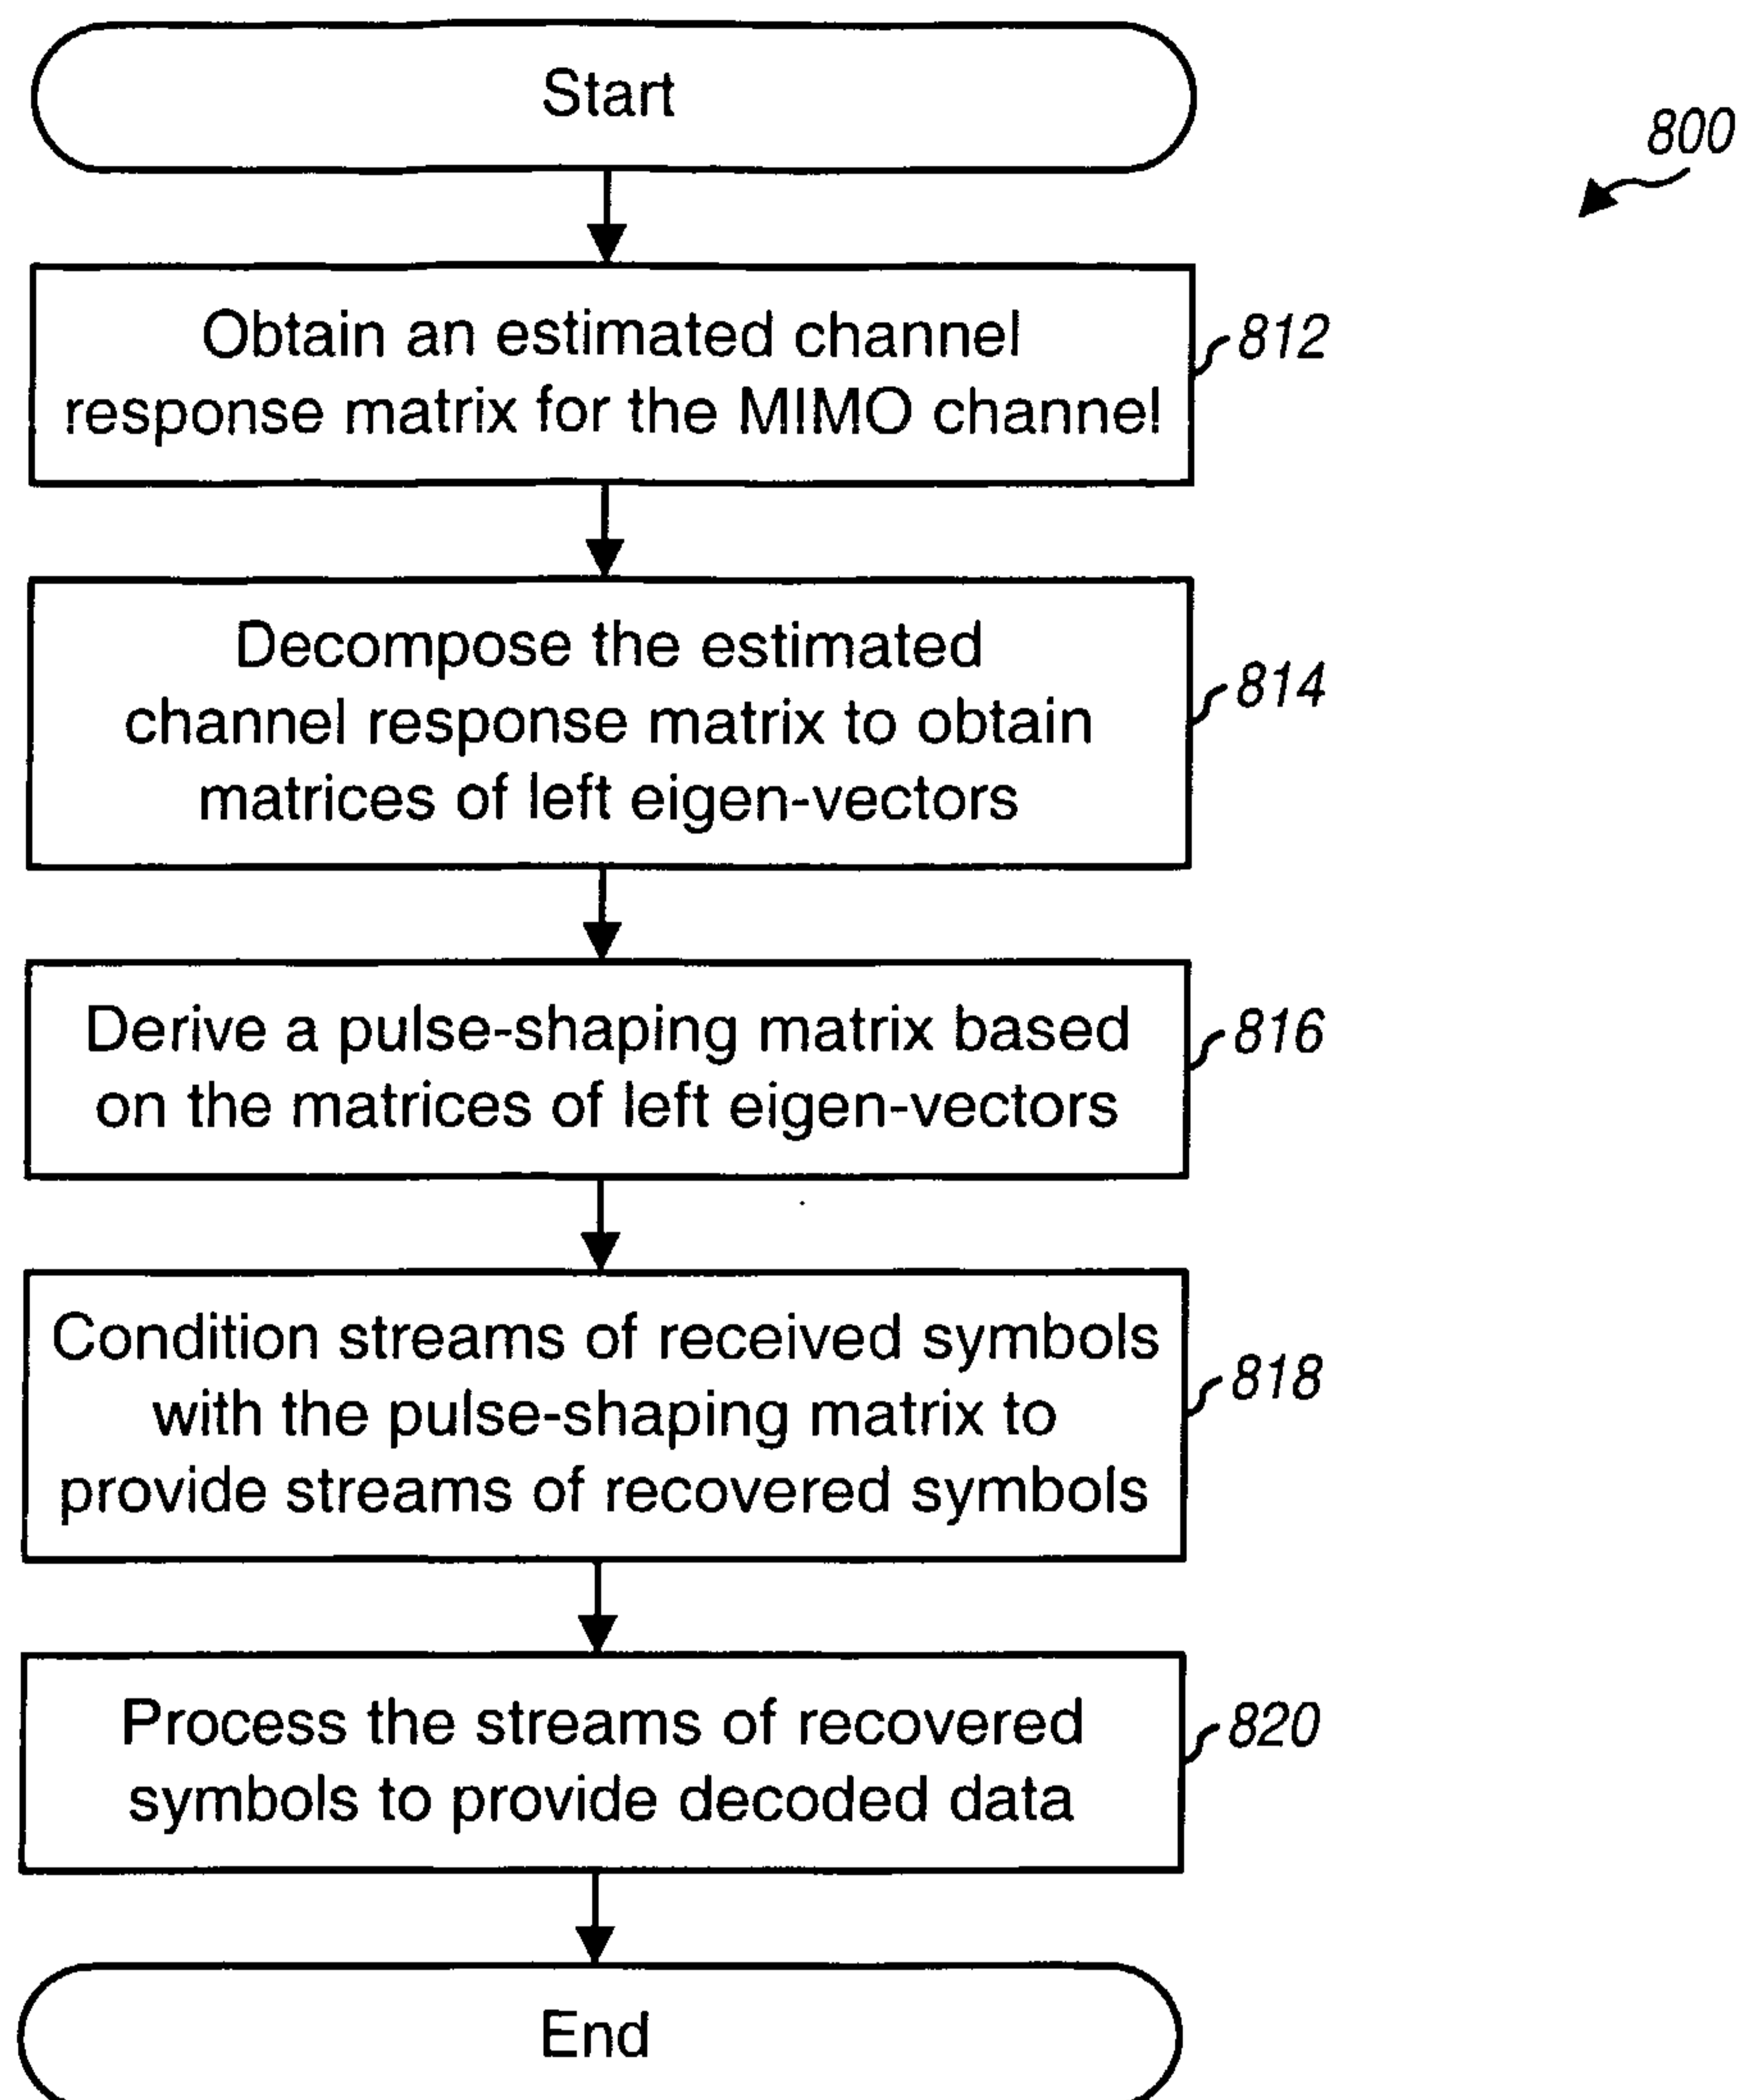 Start
800
Obtain an estimated channel
response matrix for the MIMO channel
812
Decompose the estimated
channel response matrix to obtain
matrices of left eigen-vectors
814
Derive a pulse-shaping matrix based
on the matrices of left eigen-vectors
816
Condition streams of received symbols
with the pulse-shaping matrix to
provide streams of recovered symbols
818
Process the streams of recovered
symbols to provide decoded data
820
End